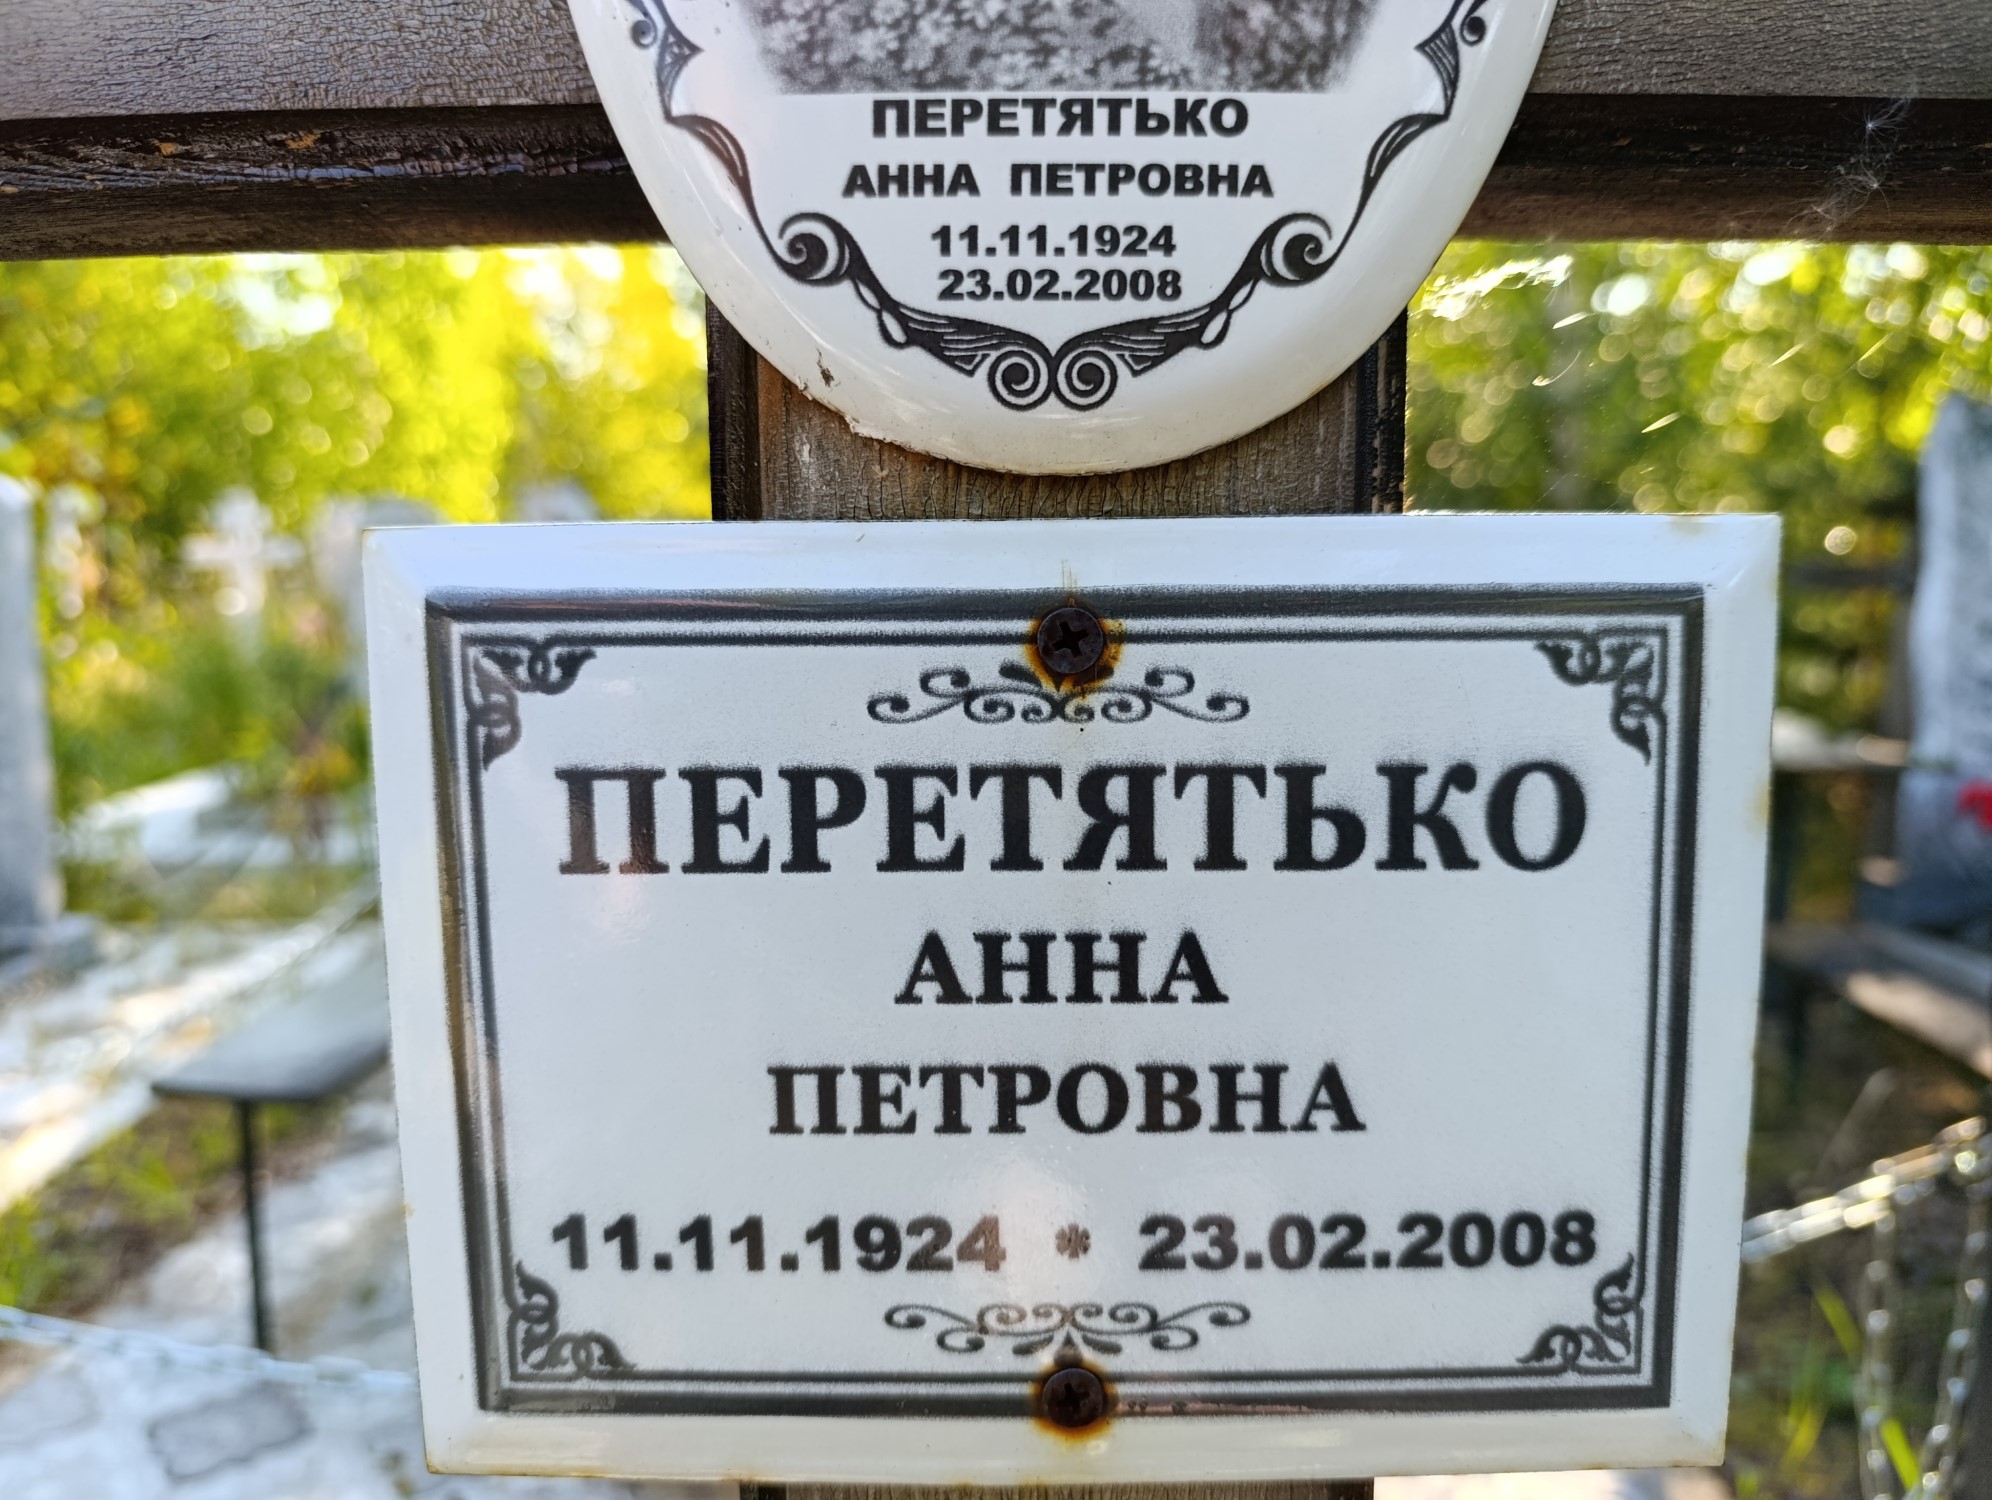 ПЕРЕТЯТЬКО
АННА ПЕТРОВНА
11.11.1924
23.02.2008
ПЕРЕТЯТЬКО
АННА
ПЕТРОВНА
11.11.1924 * 23.02.2008